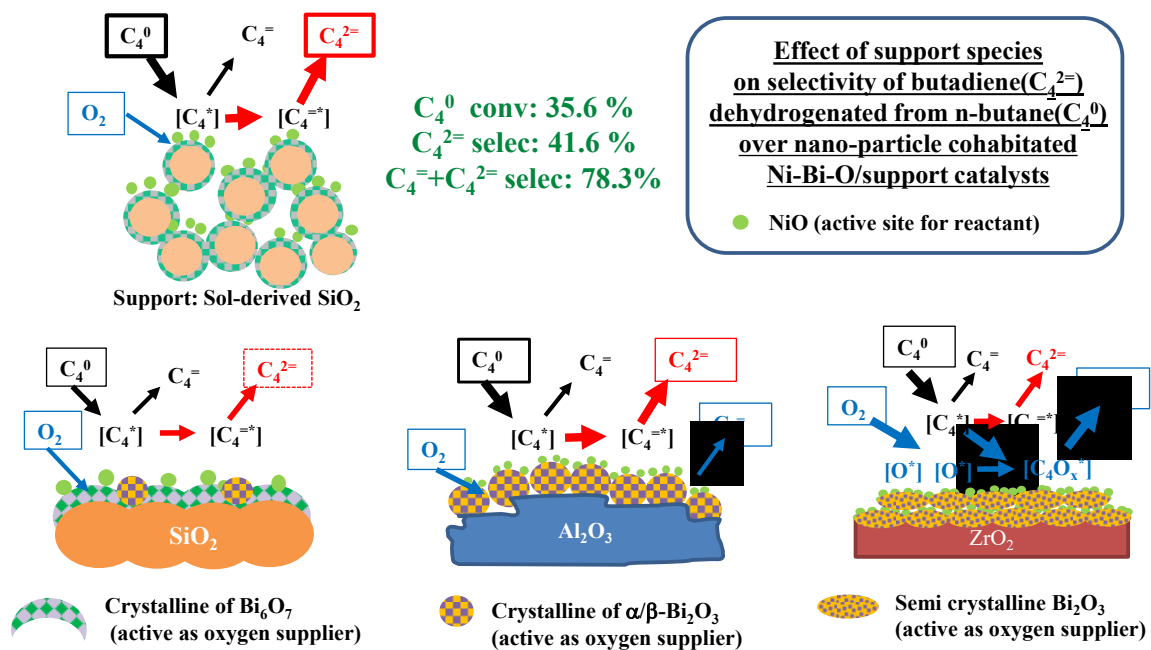 C₄⁰
C₄⁼
C₄²⁼
O₂
[C₄*]
[C₄⁼*]
C₄⁰ conv: 35.6 %
C₄²⁼ selec: 41.6 %
C₄⁼+C₄²⁼ selec: 78.3%
Support: Sol-derived SiO₂
Effect of support species
on selectivity of butadiene(C₄²⁼)
dehydrogenated from n-butane(C₄⁰)
over nano-particle cohabitated
Ni-Bi-O/support catalysts
NiO (active site for reactant)
C₄⁰
C₄⁼
C₄²⁼
O₂
[C₄*]
[C₄⁼*]
SiO₂
C₄⁰
C₄⁼
C₄²⁼
O₂
[C₄*]
[C₄⁼*]
Al₂O₃
C₄⁰
C₄⁼
C₄²⁼
O₂
[C₄*]
[C₄⁼*]
[O*]
[O*]
[C₄Oₓ*]
ZrO₂
Crystalline of Bi₆O₇
(active as oxygen supplier)
Crystalline of α/β-Bi₂O₃
(active as oxygen supplier)
Semi crystalline Bi₂O₃
(active as oxygen supplier)